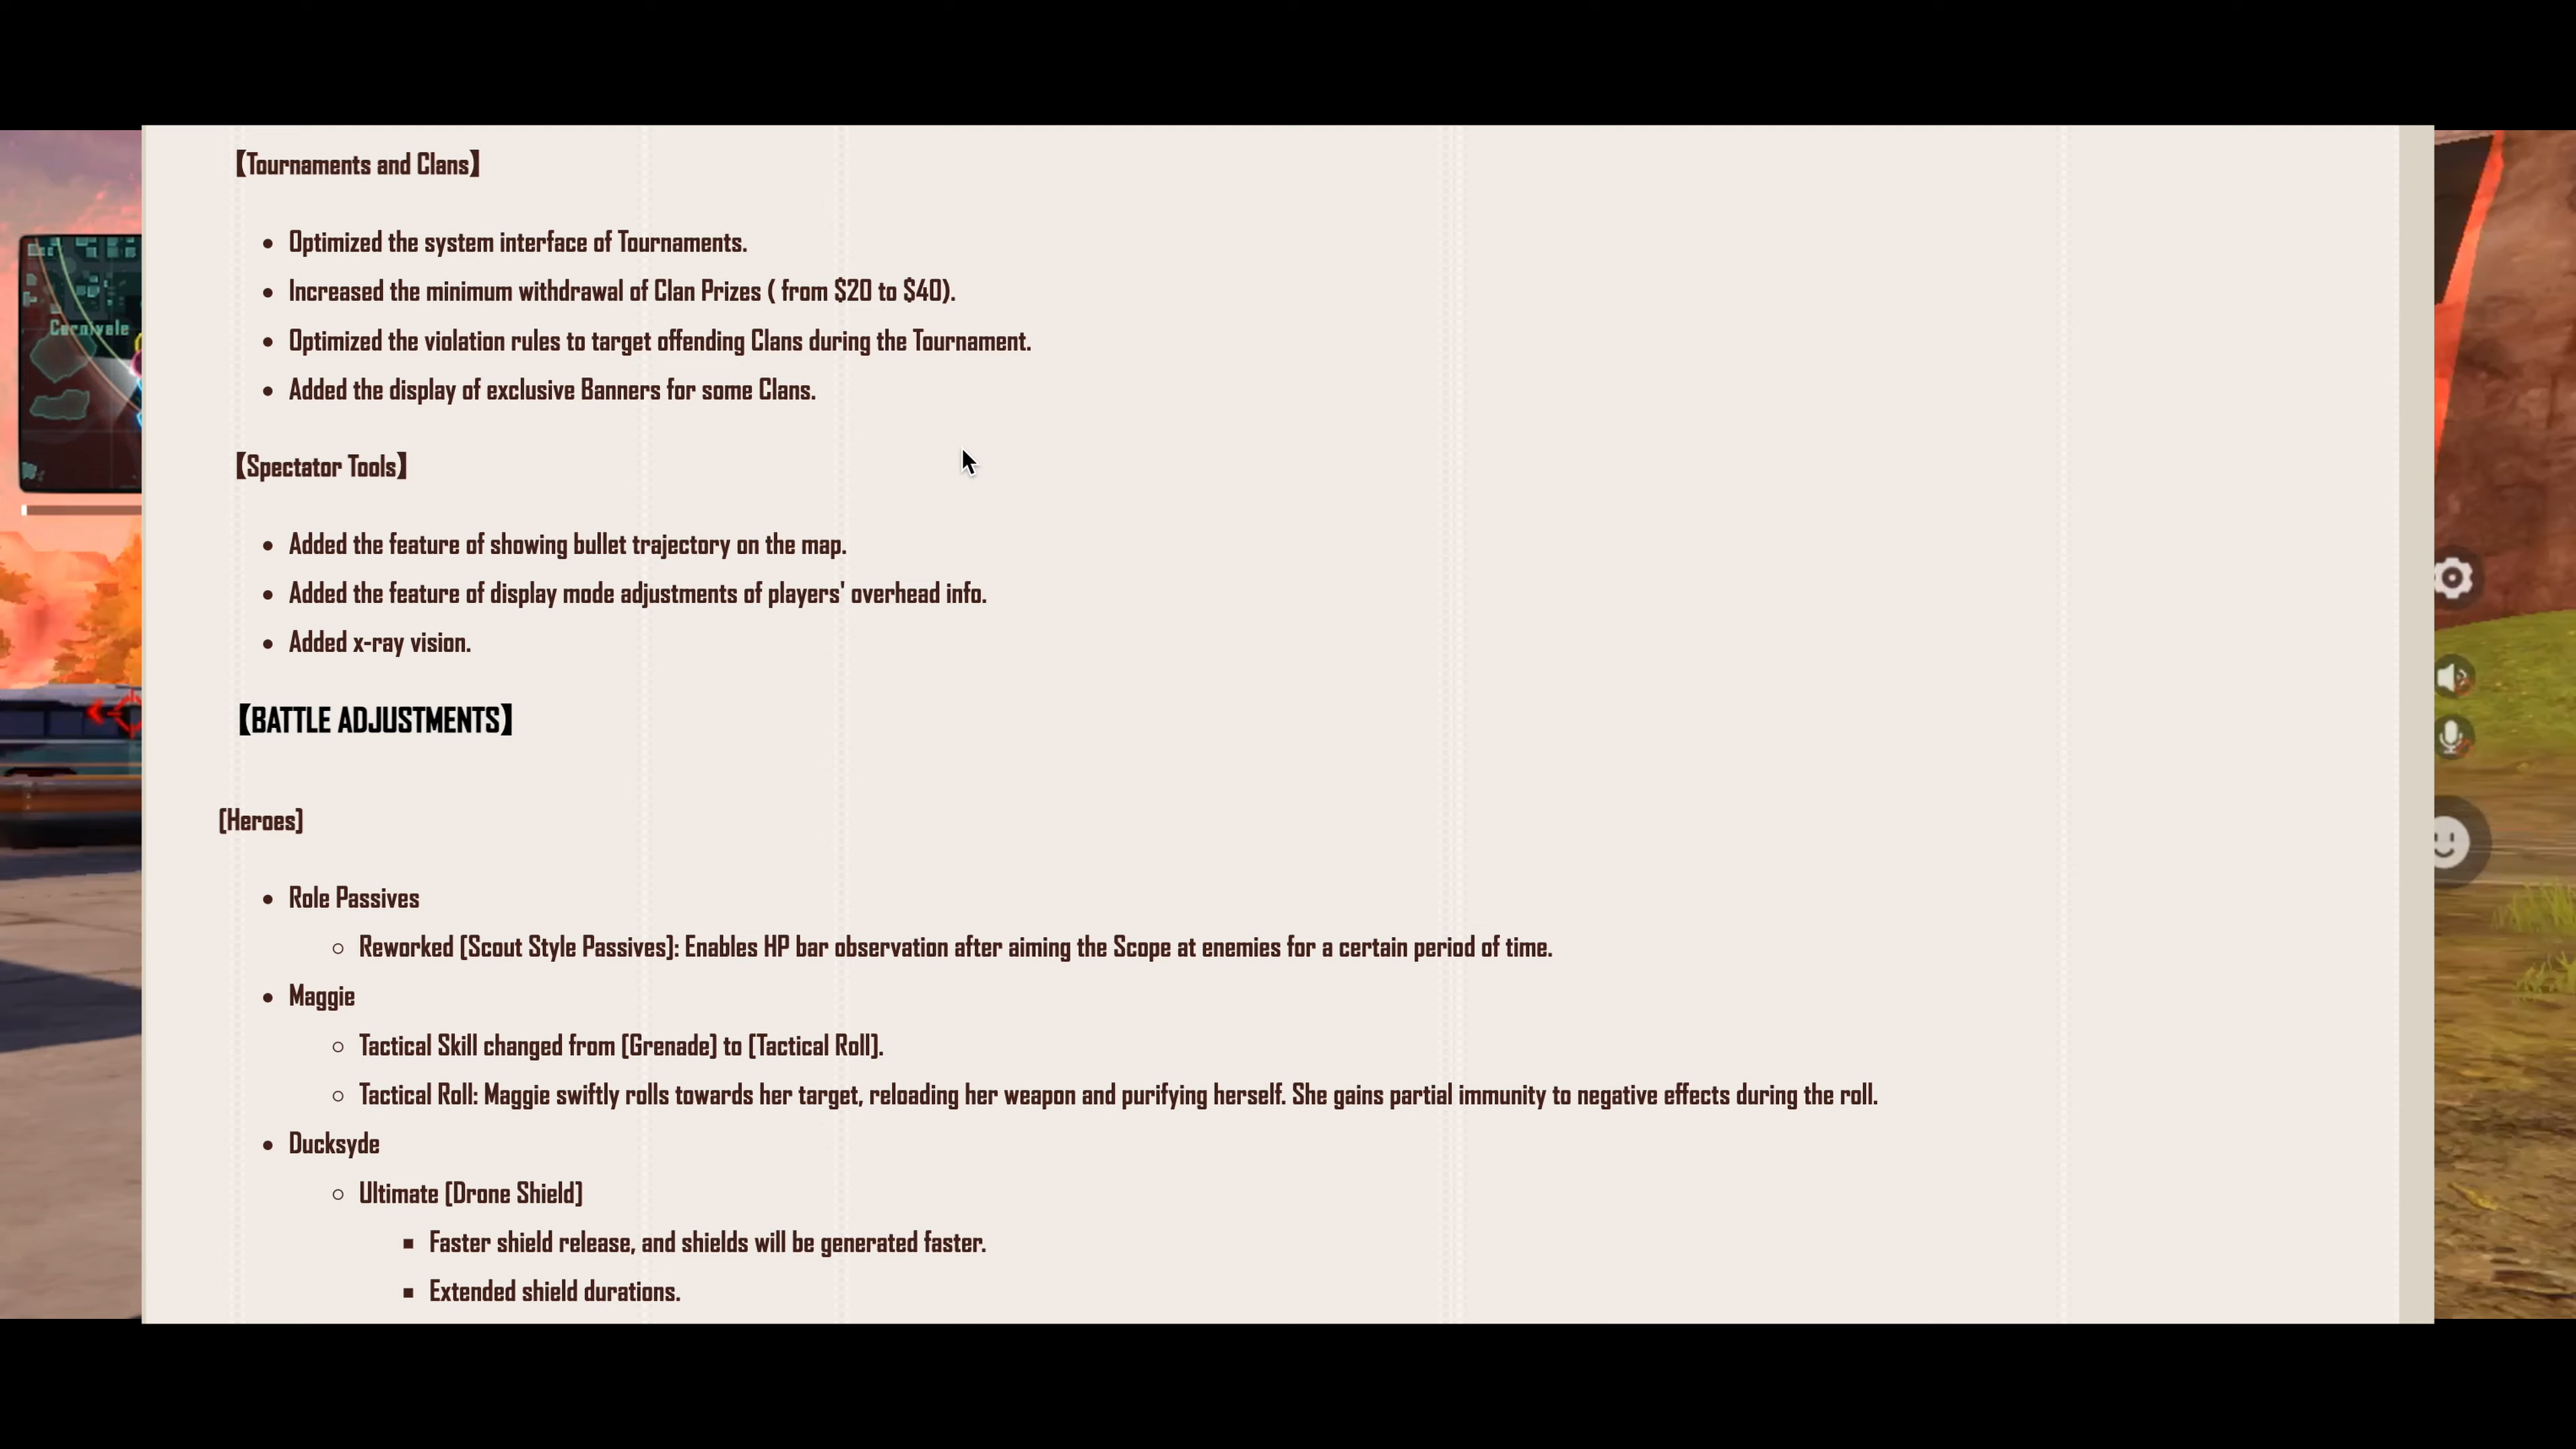 【Tournaments and Clans】
Optimized the system interface of Tournaments.
Increased the minimum withdrawal of Clan Prizes ( from $20 to $40).
Optimized the violation rules to target offending Clans during the Tournament.
Added the display of exclusive Banners for some Clans.
Carnivale
【Spectator Tools】
Added the feature of showing bullet trajectory on the map.
Added the feature of display mode adjustments of players' overhead info.
Added x-ray vision.
【BATTLE ADJUSTMENTS】
[Heroes]
Role Passives
Reworked [Scout Style Passives]: Enables HP bar observation after aiming the Scope at enemies for a certain period of time.
Maggie
Tactical Skill changed from [Grenade] to [Tactical Roll].
Tactical Roll: Maggie swiftly rolls towards her target, reloading her weapon and purifying herself. She gains partial immunity to negative effects during the roll.
Ducksyde
Ultimate [Drone Shield]
Faster shield release, and shields will be generated faster.
Extended shield durations.